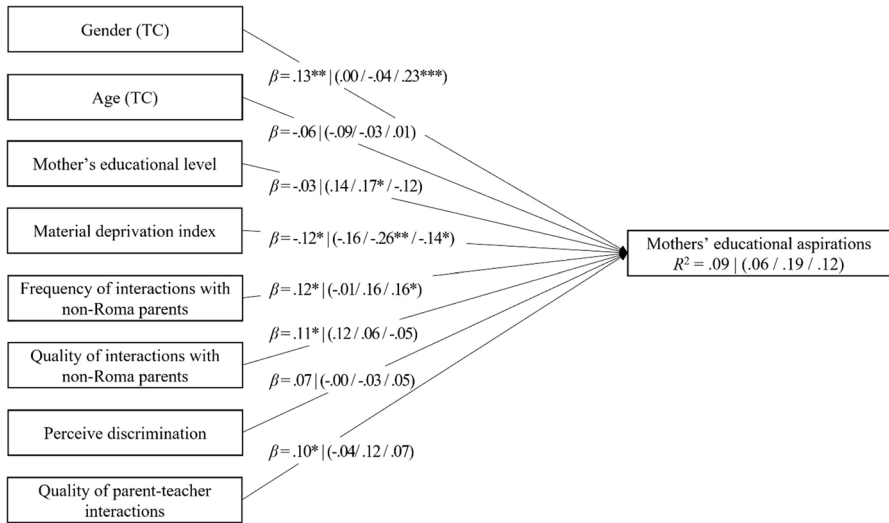 Gender (TC)
β = .13** | (.00 / -.04 / .23***)
Age (TC)
β = -.06 | (-.09/ -.03 / .01)
Mother’s educational level
β = -.03 | (.14 / .17* / -.12)
Material deprivation index
β = -.12* | (-.16 / -.26** / -.14*)
Mothers’ educational aspirations
R² = .09 | (.06 / .19 / .12)
Frequency of interactions with
non-Roma parents
β = .12* | (-.01/ .16 / .16*)
Quality of interactions with
non-Roma parents
β = .11* | (.12 / .06 / -.05)
Perceive discrimination
β = .07 | (-.00 / -.03 / .05)
Quality of parent-teacher
interactions
β = .10* | (-.04/ .12 / .07)